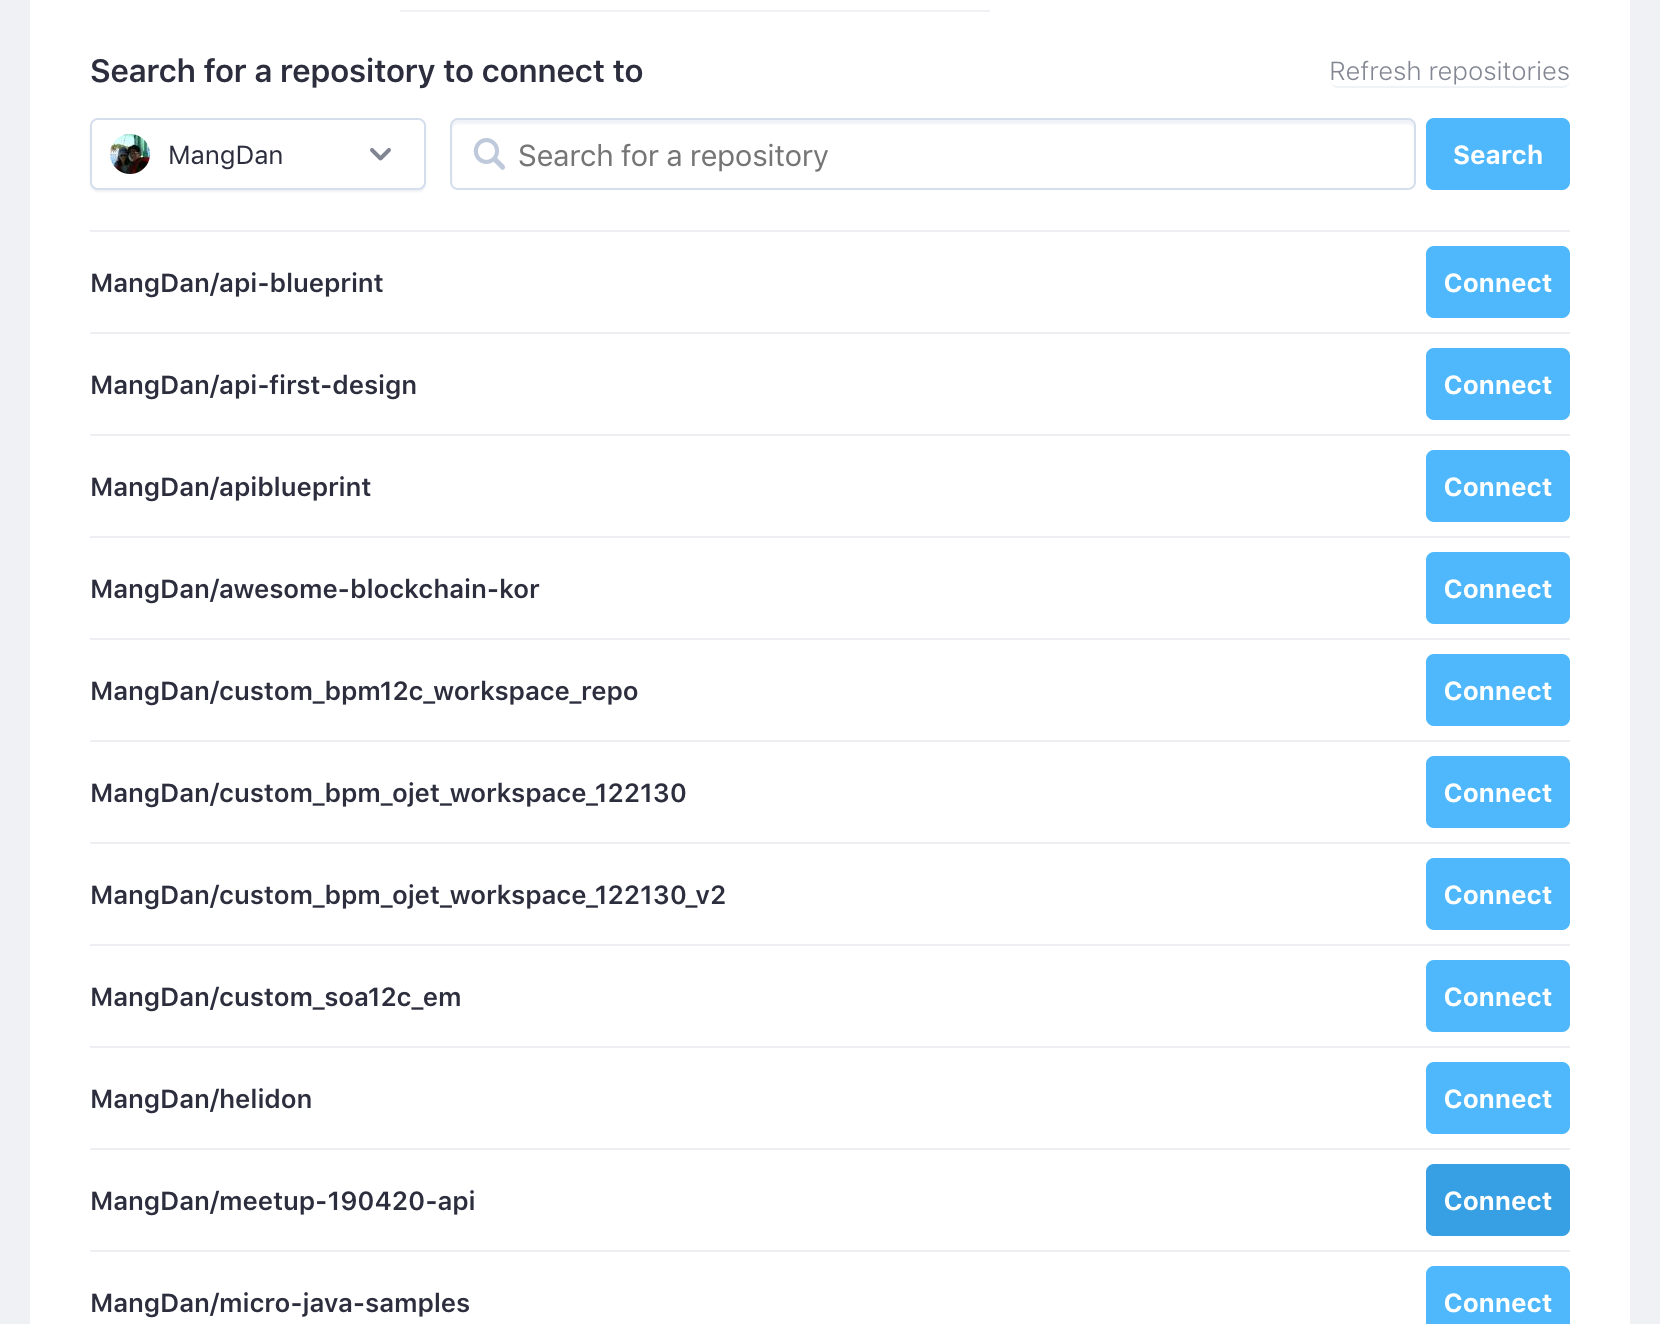 Search for a repository to connect to
Refresh repositories
MangDan
Search for a repository
Search
MangDan/api-blueprint
Connect
MangDan/api-first-design
Connect
MangDan/apiblueprint
Connect
MangDan/awesome-blockchain-kor
Connect
MangDan/custom_bpm12c_workspace_repo
Connect
MangDan/custom_bpm_ojet_workspace_122130
Connect
MangDan/custom_bpm_ojet_workspace_122130_v2
Connect
MangDan/custom_soa12c_em
Connect
MangDan/helidon
Connect
MangDan/meetup-190420-api
Connect
MangDan/micro-java-samples
Connect